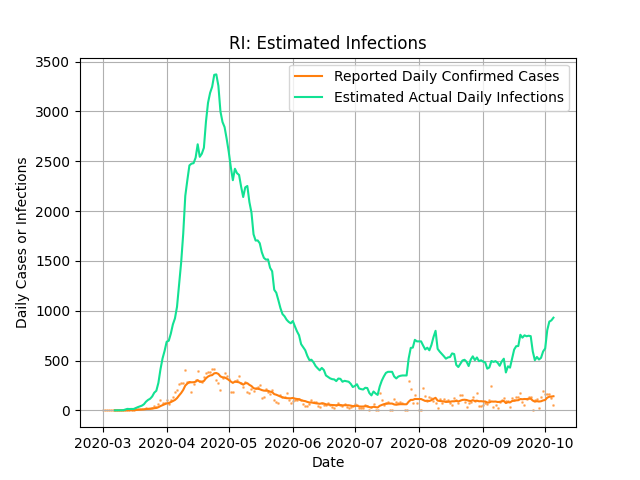 RI: Estimated Infections
Reported Daily Confirmed Cases
Estimated Actual Daily Infections
Daily Cases or Infections
3500
3000
2500
2000
1500
1000
500
0
2020-03 2020-04 2020-05 2020-06 2020-07 2020-08 2020-09 2020-10
Date